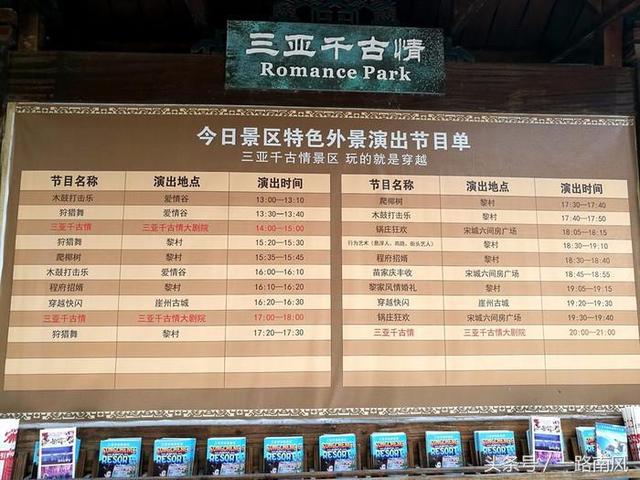 三亚千古情
Romance Park
今日景区特色外景演出节目单
三亚千古情景区 玩的就是穿越
节目名称 演出地点 演出时间
木鼓打击乐 爱情谷 13:00—13:10
狩猎舞 爱情谷 13:30—13:40
三亚千古情 三亚千古情大剧院 14:00—15:00
狩猎舞 黎村 15:20—15:30
爬椰树 黎村 15:35—15:45
木鼓打击乐 爱情谷 16:00—16:10
程府招婿 黎村 16:10—16:20
穿越快闪 崖州古城 16:20—16:30
三亚千古情 三亚千古情大剧院 17:00—18:00
狩猎舞 黎村 17:20—17:30
节目名称 演出地点 演出时间
爬椰树 黎村 17:30—17:40
木鼓打击乐 黎村 17:40—17:50
锅庄狂欢 宋城六间房广场 18:05—18:15
行为艺术（悬浮人、肉跷、街头艺人） 黎村 18:30—19:10
程府招婿 黎村 18:30—18:40
苗家庆丰收 宋城六间房广场 18:45—18:55
黎家风情婚礼 黎村 19:05—19:15
穿越快闪 崖州古城 19:20—19:30
锅庄狂欢 宋城六间房广场 19:30—19:40
三亚千古情 三亚千古情大剧院 20:00—21:00
SONGCHENG
RESORT
头条号 / 一路南风